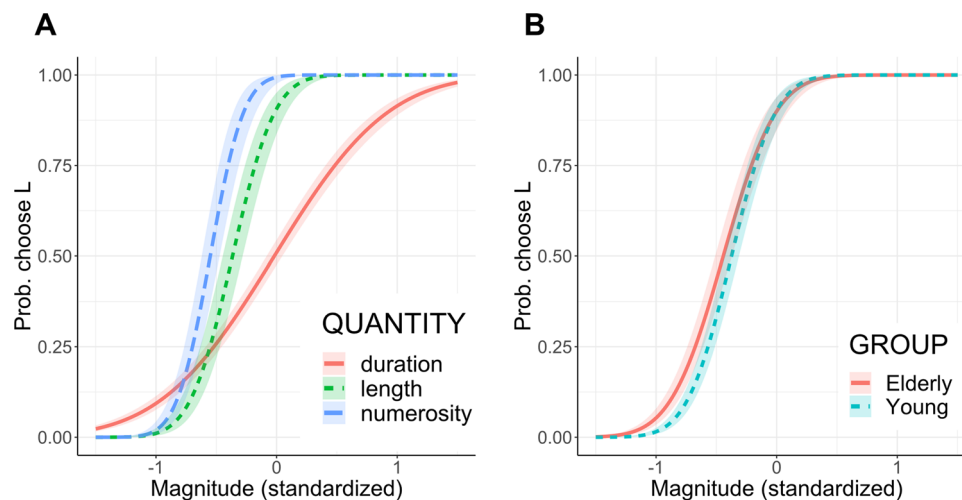 A
1.00
0.75
0.50
0.25
0.00
Prob. choose L
-1
0
1
Magnitude (standardized)
QUANTITY
duration
length
numerosity
B
1.00
0.75
0.50
0.25
0.00
Prob. choose L
-1
0
1
Magnitude (standardized)
GROUP
Elderly
Young